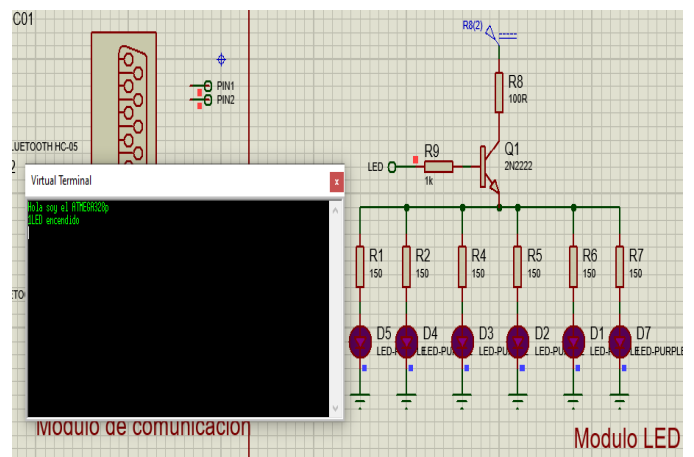 C01
R8(2)
PIN1
PIN2
R8
100R
LUETOOTH HC-05
2
LED
R9
1k
Q1
2N2222
Virtual Terminal
x
Hola soy el ATMEGA328p
1LED encendido
R1
150
R2
150
R4
150
R5
150
R6
150
R7
150
D5
D4
D3
D2
D1
D7
LED-PURPLE
Modulo de comunicacion
Modulo LED